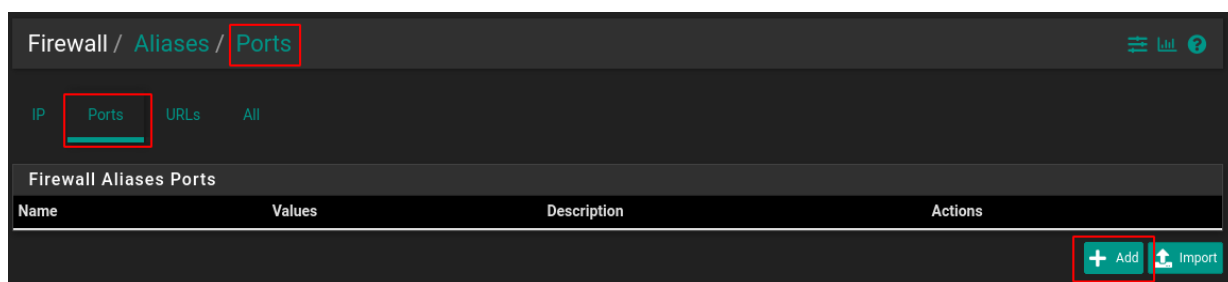 Firewall / Aliases / Ports
IP Ports URLs All
Firewall Aliases Ports
Name Values Description Actions
Add Import